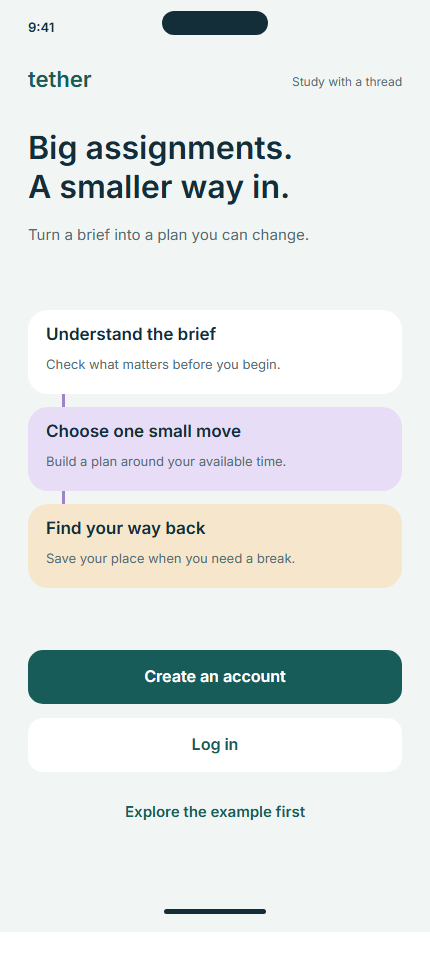 9:41
tether
Study with a thread
Big assignments.
A smaller way in.
Turn a brief into a plan you can change.
Understand the brief
Check what matters before you begin.
Choose one small move
Build a plan around your available time.
Find your way back
Save your place when you need a break.
Create an account
Log in
Explore the example first